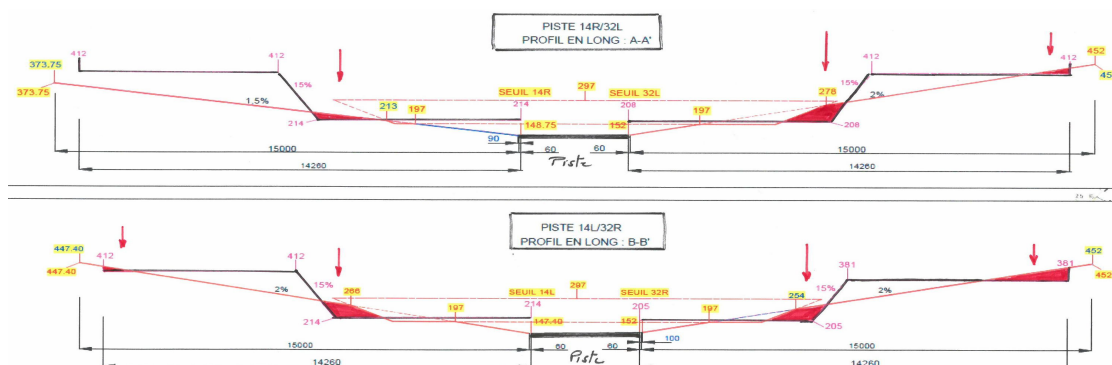 PISTE 14R/32L
PROFIL EN LONG : A-A'
412 412 412 412 452
373.75
373.75
15% 297 278 15% 2%
1.5% 213 197 SEUIL 14R SEUIL 32L 197
214 214 208 208
148.75 152
90 60 60
15000 Piste 15000
14260 14260
PISTE 14L/32R
PROFIL EN LONG : B-B'
447.40 412 412 381 381 452
447.40 452
2% 15% 266 297 254 15% 2%
197 SEUIL 14L SEUIL 32R 197
214 214 205 205
147.40 152
100
15000 60 60 15000
Piste
14260 14260